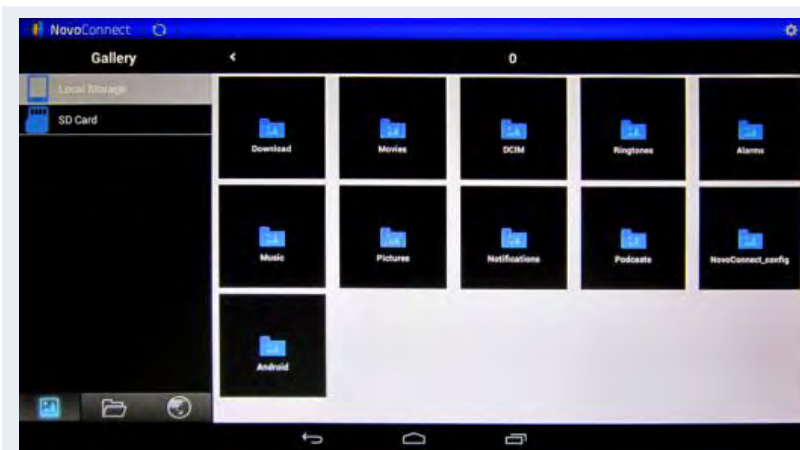 NovoConnect
Gallery
0
Local Storage
SD Card
Download
Movies
DCIM
Ringtones
Alarms
Music
Pictures
Notifications
Podcasts
NovoConnect_config
Android